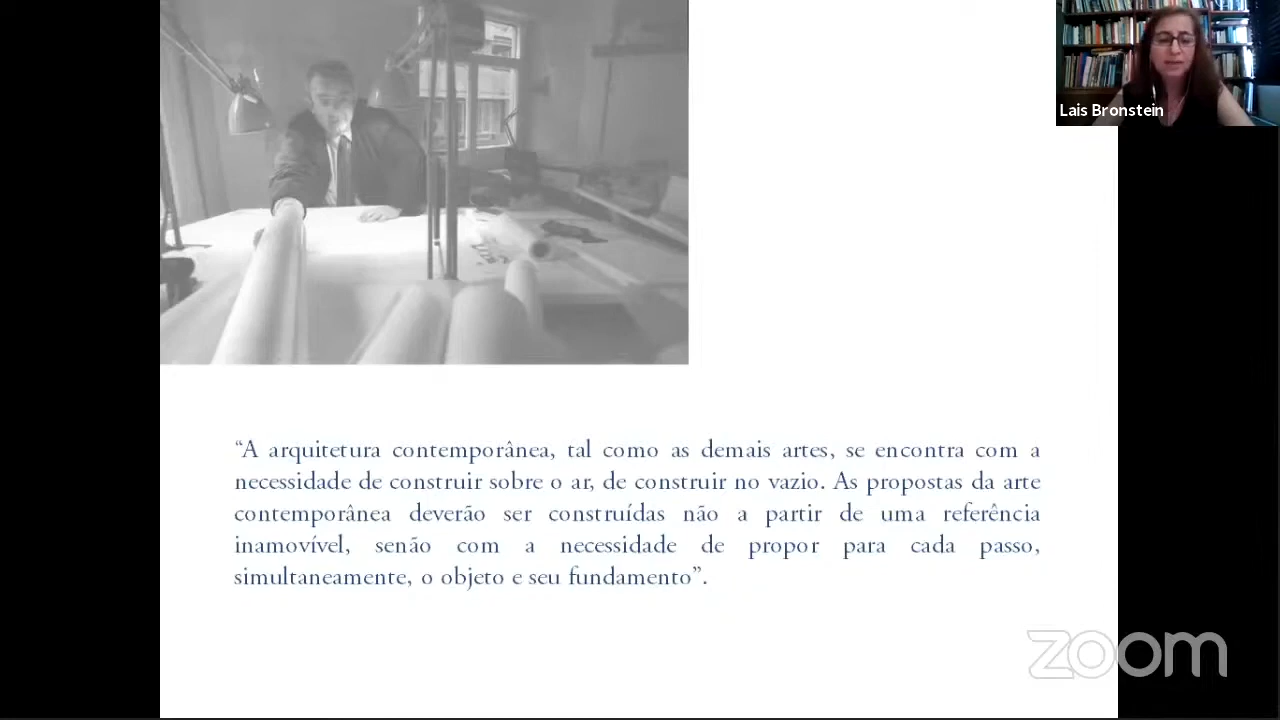 Lais Bronstein
“A arquitetura contemporânea, tal como as demais artes, se encontra com a
necessidade de construir sobre o ar, de construir no vazio. As propostas da arte
contemporânea deverão ser construídas não a partir de uma referência
inamovível, senão com a necessidade de propor para cada passo,
simultaneamente, o objeto e seu fundamento”.
zoom